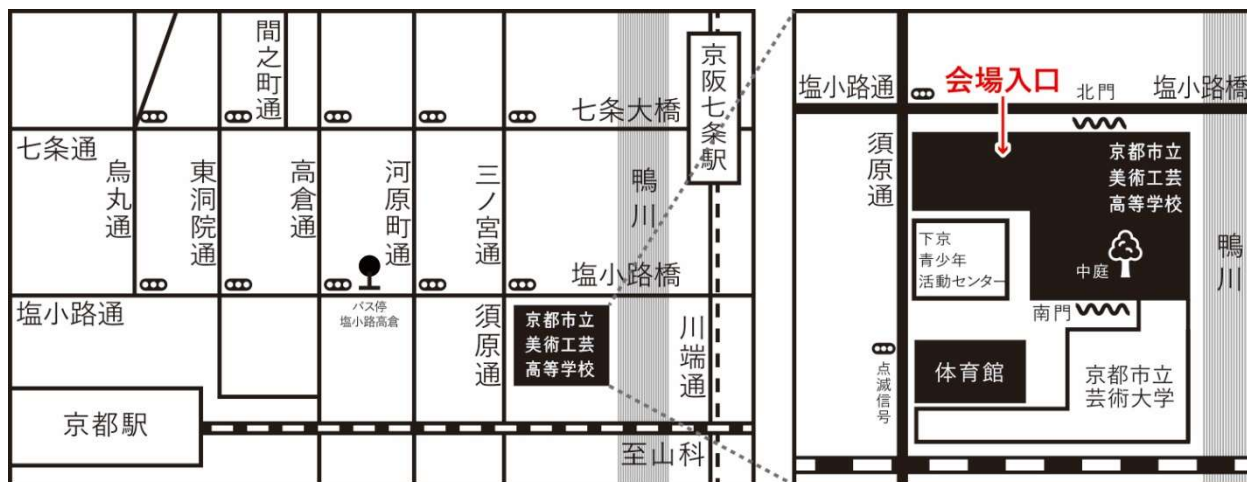 間之町通
七条大橋
京阪七条駅
七条通
烏丸通
東洞院通
高倉通
河原町通
三ノ宮通
鴨川
塩小路橋
塩小路通
バス停
塩小路高倉
須原通
京都市立
美術工芸
高等学校
川端通
京都駅
至山科
塩小路通
会場入口
北門
塩小路橋
須原通
京都市立
美術工芸
高等学校
下京
青少年
活動センター
中庭
鴨川
南門
点滅信号
体育館
京都市立
芸術大学